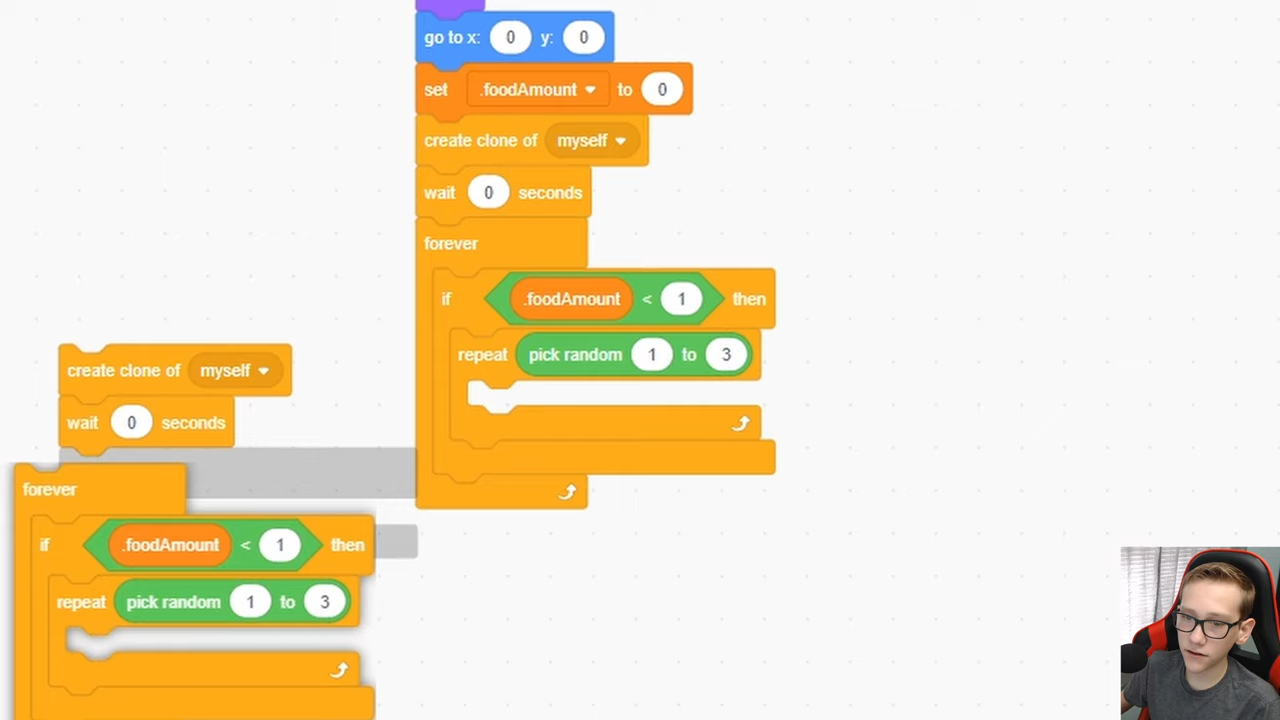 go to x: 0 y: 0
set .foodAmount to 0
create clone of myself
wait 0 seconds
forever
if .foodAmount < 1 then
repeat pick random 1 to 3
create clone of myself
wait 0 seconds
forever
if .foodAmount < 1 then
repeat pick random 1 to 3